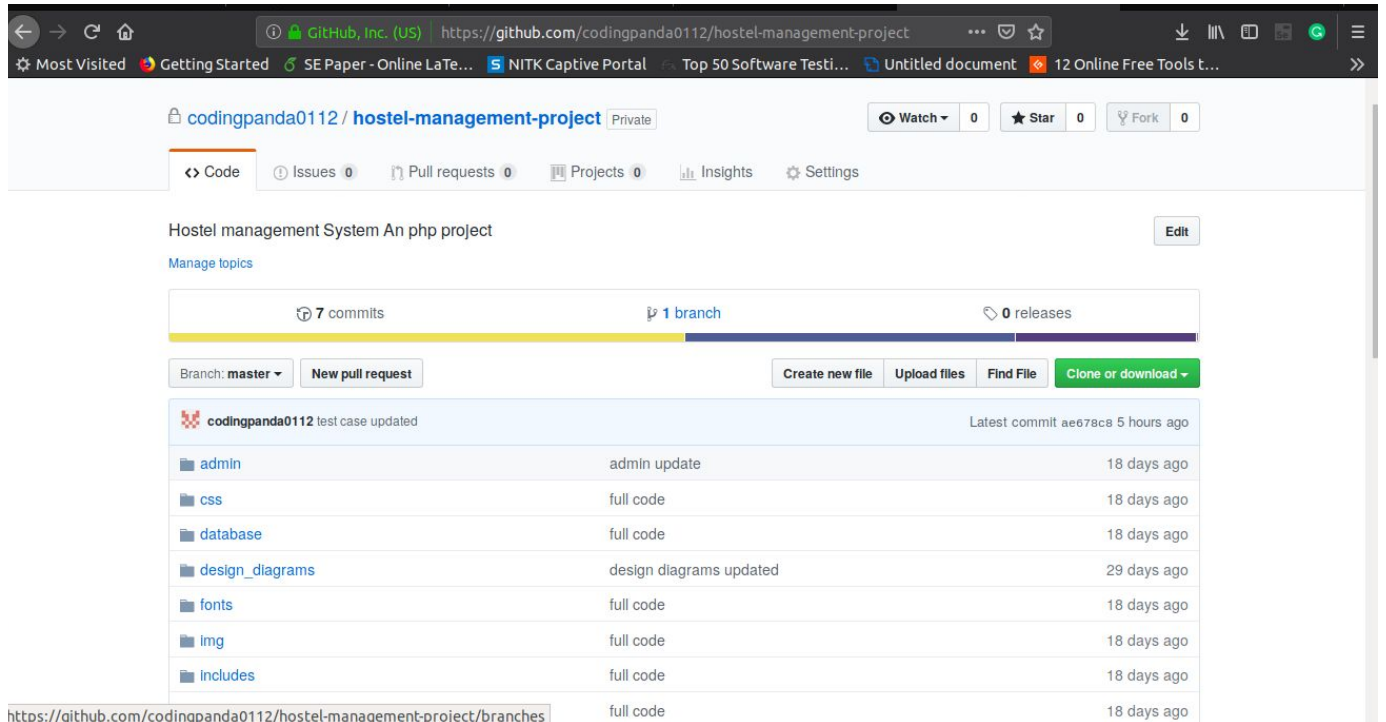 GitHub, Inc. (US) https://github.com/codingpanda0112/hostel-management-project
Most Visited Getting Started SE Paper - Online LaTe... NITK Captive Portal Top 50 Software Testi... Untitled document 12 Online Free Tools t...
codingpanda0112 / hostel-management-project Private Watch 0 Star 0 Fork 0
Code Issues 0 Pull requests 0 Projects 0 Insights Settings
Hostel management System An php project Edit
Manage topics
7 commits 1 branch 0 releases
Branch: master New pull request Create new file Upload files Find File Clone or download
codingpanda0112 test case updated Latest commit ae678c8 5 hours ago
admin admin update 18 days ago
css full code 18 days ago
database full code 18 days ago
design_diagrams design diagrams updated 29 days ago
fonts full code 18 days ago
img full code 18 days ago
includes full code 18 days ago
https://github.com/codingpanda0112/hostel-management-project/branches full code 18 days ago